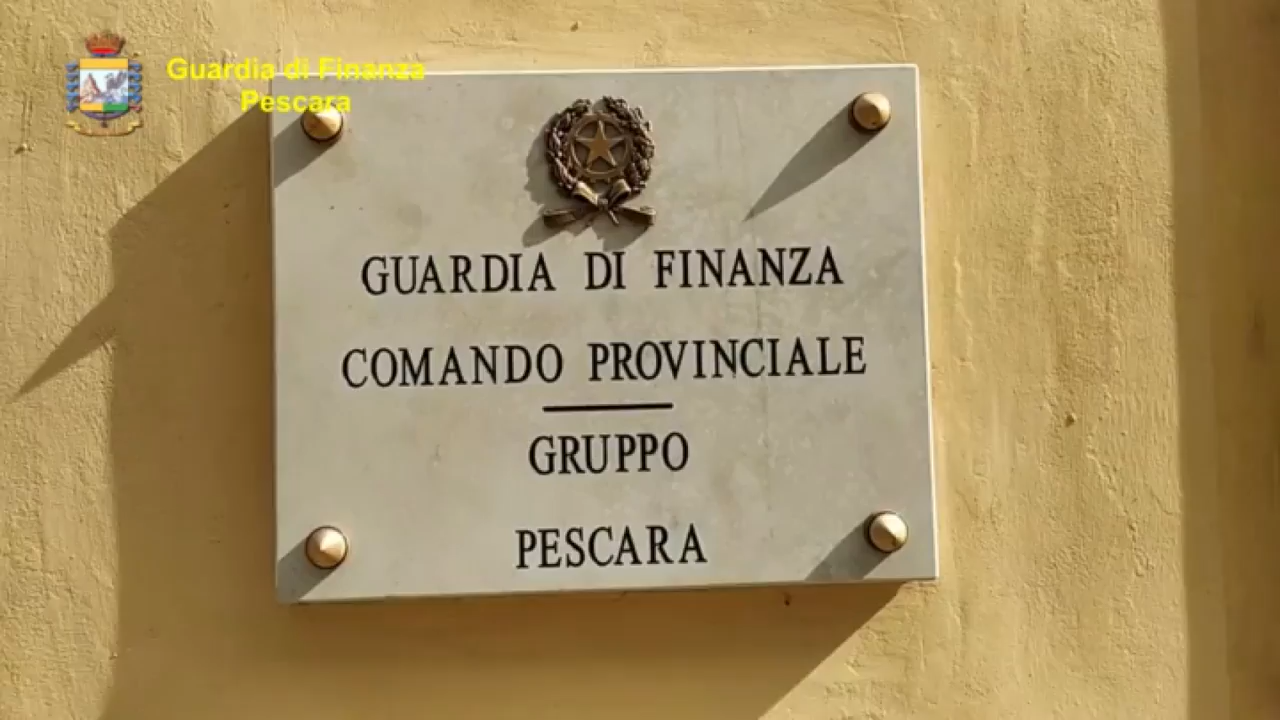 Guardia di Finanza
Pescara
GUARDIA DI FINANZA
COMANDO PROVINCIALE
GRUPPO
PESCARA